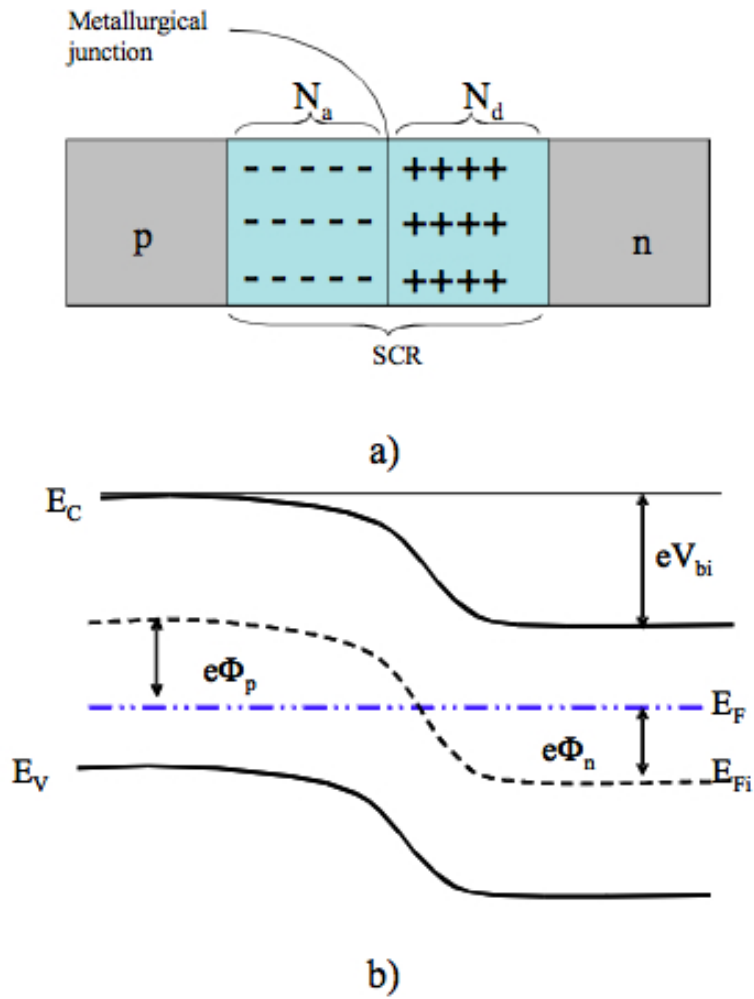 Metallurgical
junction
N_a N_d
- - - - - ++++
- - - - - ++++
p n
- - - - - ++++
SCR
a)
E_C
eV_bi
eΦ_p
E_F
eΦ_n
E_V E_Fi
b)